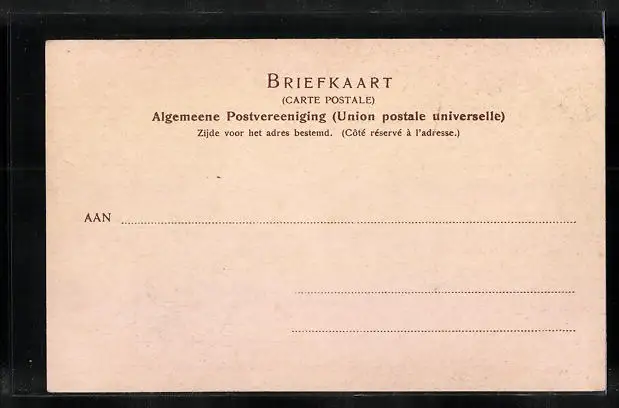 BRIEFKAART
(CARTE POSTALE)
Algemeene Postvereeniging (Union postale universelle)
Zijde voor het adres bestemd. (Côté réservé à l'adresse.)
AAN